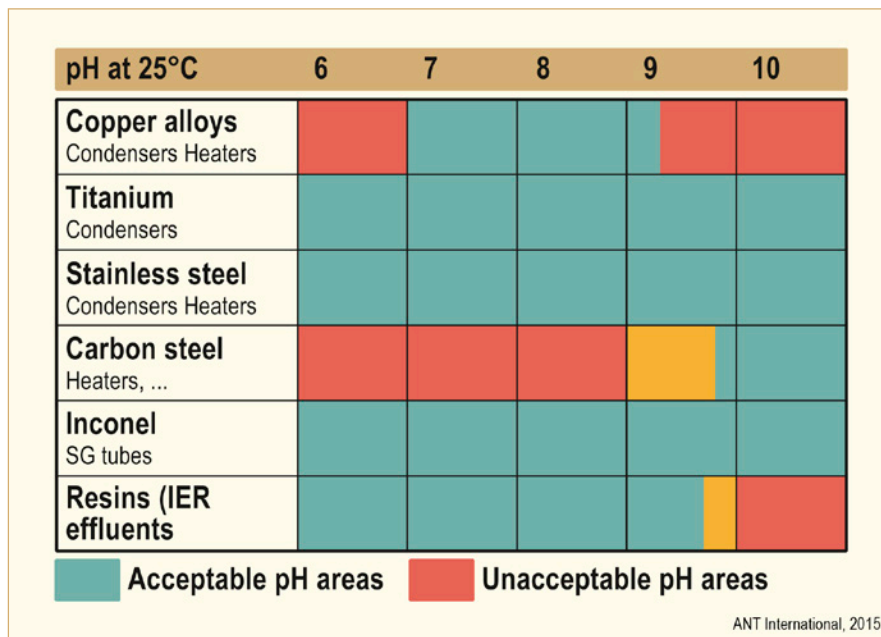 pH at 25°C 6 7 8 9 10
Copper alloys
Condensers Heaters
Titanium
Condensers
Stainless steel
Condensers Heaters
Carbon steel
Heaters, ...
Inconel
SG tubes
Resins (IER
effluents
Acceptable pH areas Unacceptable pH areas
ANT International, 2015